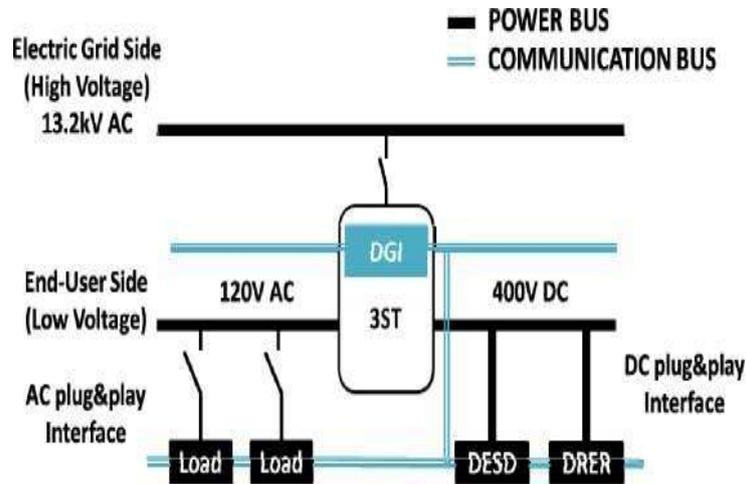 POWER BUS
COMMUNICATION BUS
Electric Grid Side
(High Voltage)
13.2kV AC
DGI
End-User Side
(Low Voltage)
120V AC
400V DC
3ST
AC plug&play
Interface
DC plug&play
Interface
Load
Load
DESD
DRER